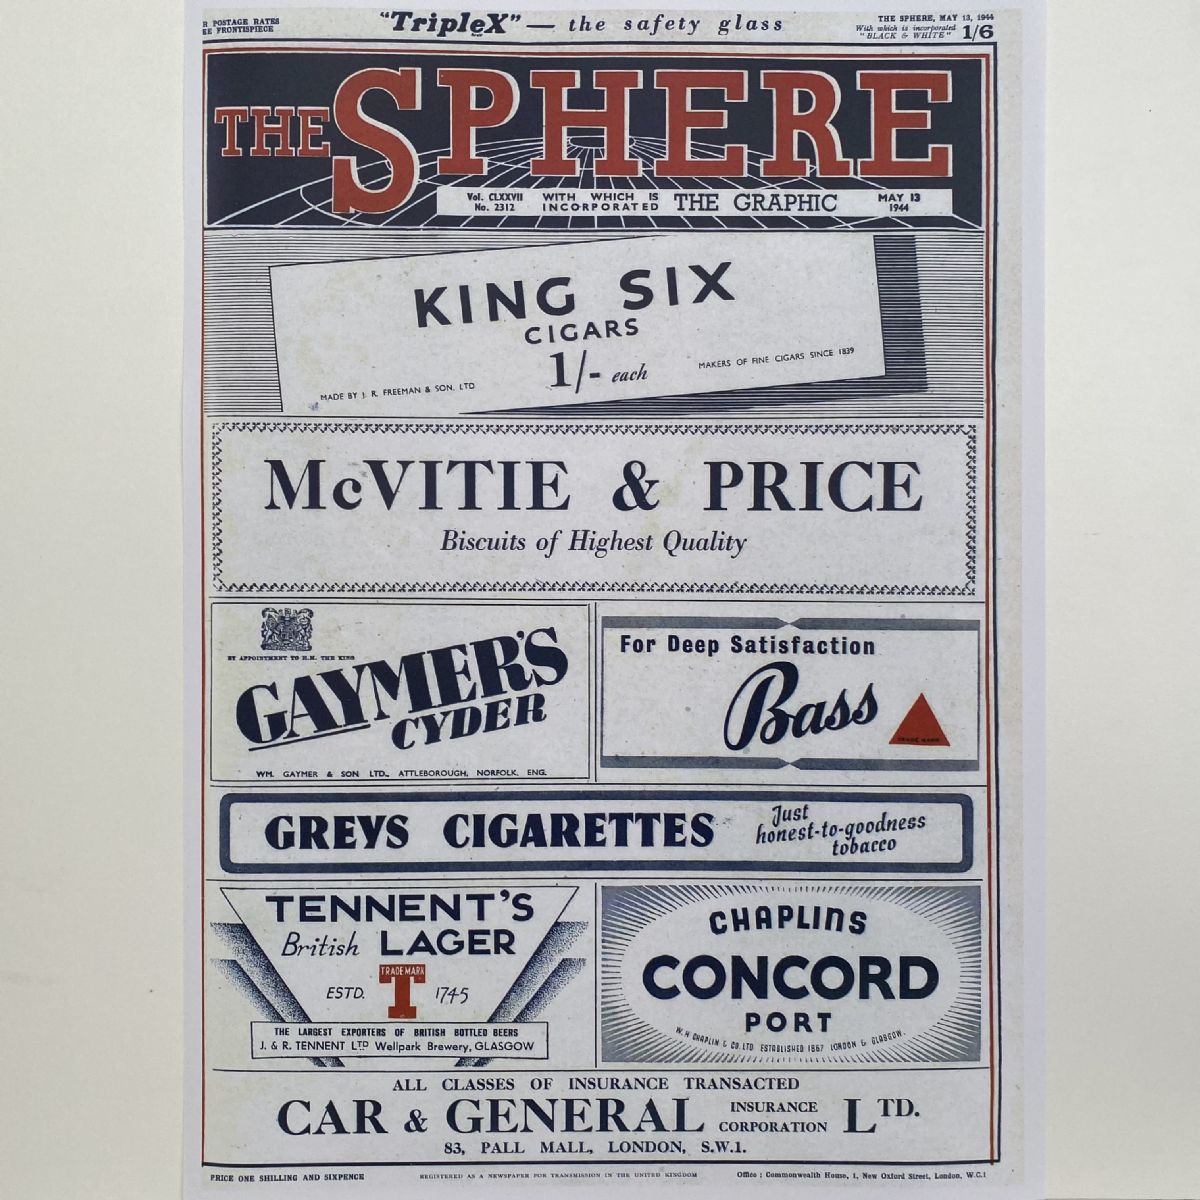 R POSTAGE RATES
EE FRONTISPIECE
"TripleX" — the safety glass
THE SPHERE, MAY 13, 1944
With which is incorporated
"BLACK & WHITE"
1/6
THE SPHERE
Vol. CLXXVII
No. 2312
WITH WHICH IS
INCORPORATED
THE GRAPHIC
MAY 13
1944
KING SIX
CIGARS
1/- each
MADE BY J. R. FREEMAN & SON. LTD
MAKERS OF FINE CIGARS SINCE 1839
McVITIE & PRICE
Biscuits of Highest Quality
BY APPOINTMENT TO H.M. THE KING
GAYMER'S
CYDER
WM. GAYMER & SON LTD., ATTLEBOROUGH, NORFOLK, ENG.
For Deep Satisfaction
Bass
TRADE MARK
GREYS CIGARETTES
Just
honest-to-goodness
tobacco
TENNENT'S
British LAGER
TRADE MARK
ESTD. T 1745
THE LARGEST EXPORTERS OF BRITISH BOTTLED BEERS
J. & R. TENNENT LTD Wellpark Brewery, GLASGOW
CHAPLINS
CONCORD
PORT
W. H. CHAPLIN & CO. LTD ESTABLISHED 1867 LONDON & GLASGOW.
ALL CLASSES OF INSURANCE TRANSACTED
CAR & GENERAL INSURANCE CORPORATION LTD.
83, PALL MALL, LONDON, S.W.1.
PRICE ONE SHILLING AND SIXPENCE
REGISTERED AS A NEWSPAPER FOR TRANSMISSION IN THE UNITED KINGDOM
Office ; Commonwealth House, 1, New Oxford Street, London, W.C.1